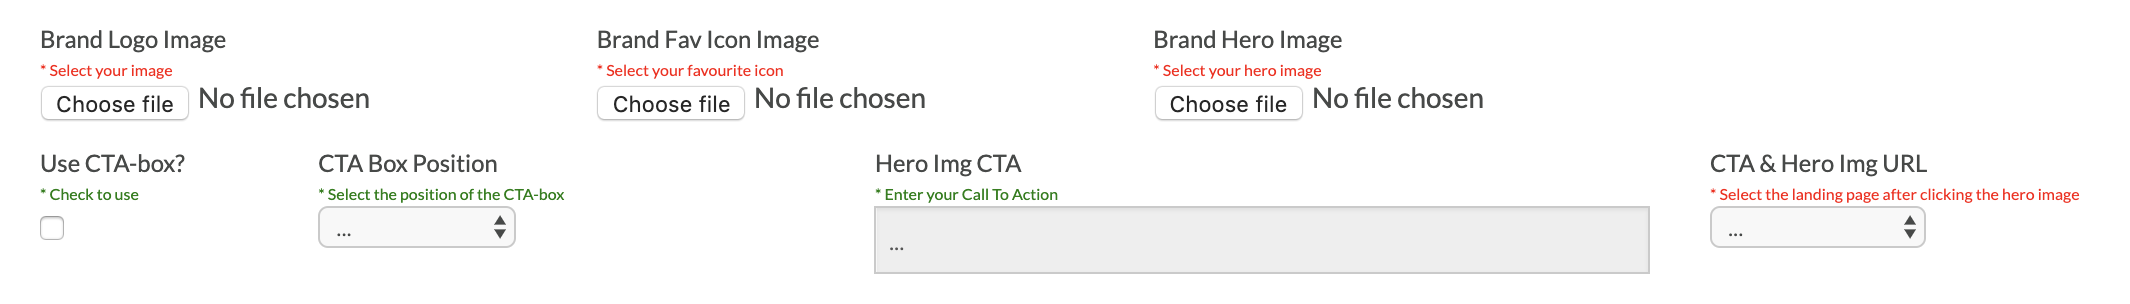 Brand Logo Image
* Select your image
Choose file No file chosen
Brand Fav Icon Image
* Select your favourite icon
Choose file No file chosen
Brand Hero Image
* Select your hero image
Choose file No file chosen
Use CTA-box?
* Check to use
CTA Box Position
* Select the position of the CTA-box
...
Hero Img CTA
* Enter your Call To Action
...
CTA & Hero Img URL
* Select the landing page after clicking the hero image
...